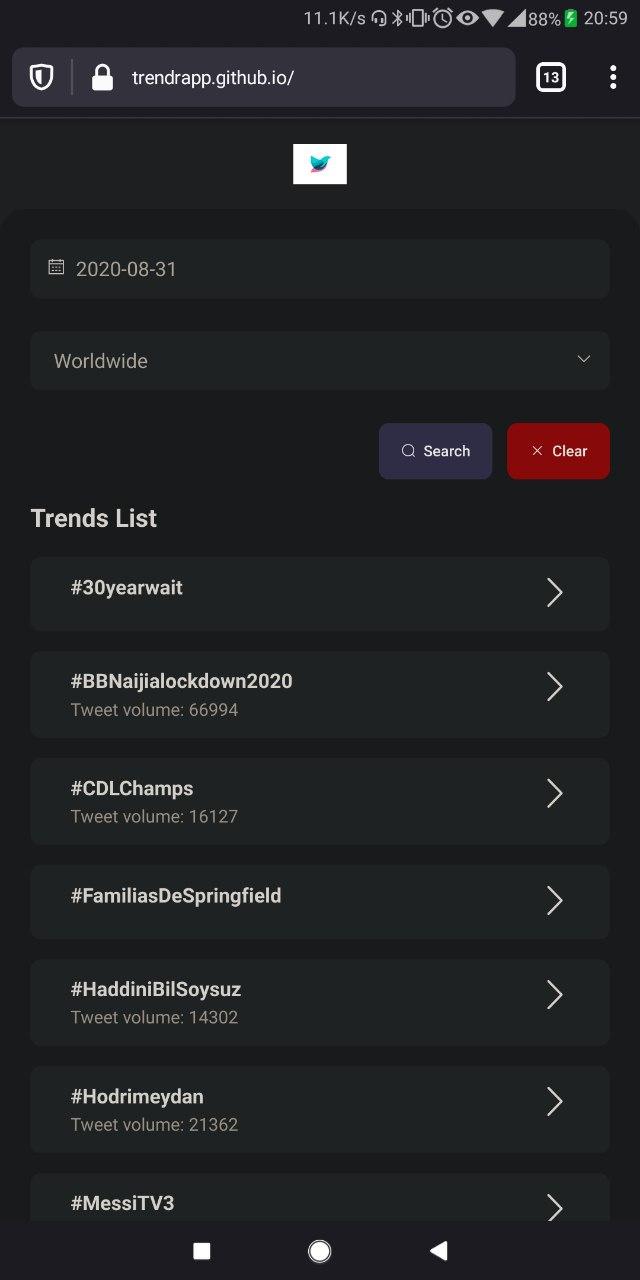 11.1K/s 88% 20:59
trendrapp.github.io/ 13
2020-08-31
Worldwide
Search Clear
Trends List
#30yearwait
#BBNaijialockdown2020
Tweet volume: 66994
#CDLChamps
Tweet volume: 16127
#FamiliasDeSpringfield
#HaddiniBilSoysuz
Tweet volume: 14302
#Hodrimeydan
Tweet volume: 21362
#MessiTV3